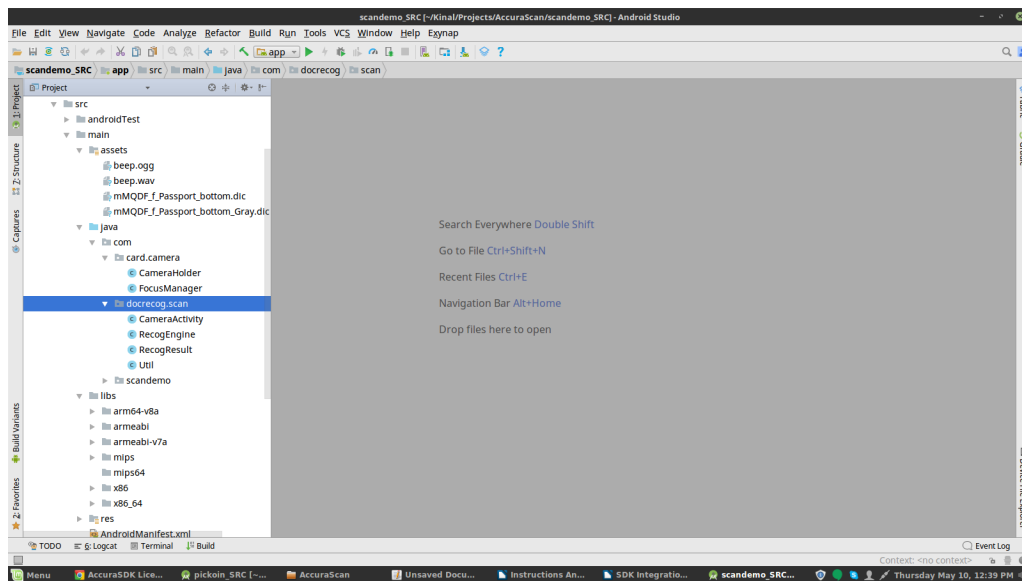 scandemo_SRC [~/Kinal/Projects/AccuraScan/scandemo_SRC] - Android Studio
File Edit View Navigate Code Analyze Refactor Build Run Tools VCS Window Help Exynap
app
scandemo_SRC app src main java com docrecog scan
1: Project
Project
src
androidTest
main
assets
beep.ogg
beep.wav
mMQDF_f_Passport_bottom.dic
mMQDF_f_Passport_bottom_Gray.dic
java
com
card.camera
CameraHolder
FocusManager
docrecog.scan
CameraActivity
RecogEngine
RecogResult
Util
scandemo
libs
arm64-v8a
armeabi
armeabi-v7a
mips
mips64
x86
x86_64
res
AndroidManifest.xml
Z: Structure
Captures
Build Variants
2: Favorites
Search Everywhere Double Shift
Go to File Ctrl+Shift+N
Recent Files Ctrl+E
Navigation Bar Alt+Home
Drop files here to open
TODO 6: Logcat Terminal Build Event Log
Context: <no context>
Menu AccuraSDK Lice... pickoin_SRC [~... AccuraScan Unsaved Docu... Instructions An... SDK Integratio... scandemo_SRC... Thursday May 10, 12:39 PM